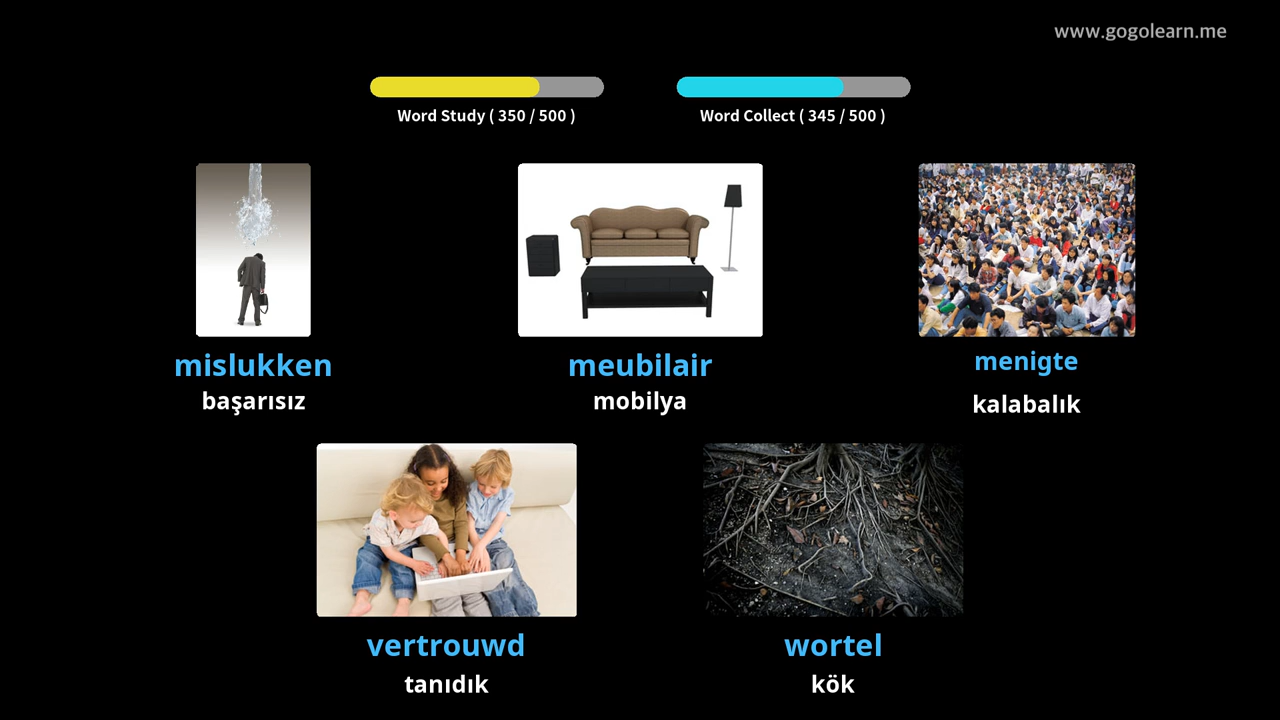 www.gogolearn.me
Word Study ( 350 / 500 )
Word Collect ( 345 / 500 )
mislukken
başarısız
meubilair
mobilya
menigte
kalabalık
vertrouwd
tanıdık
wortel
kök